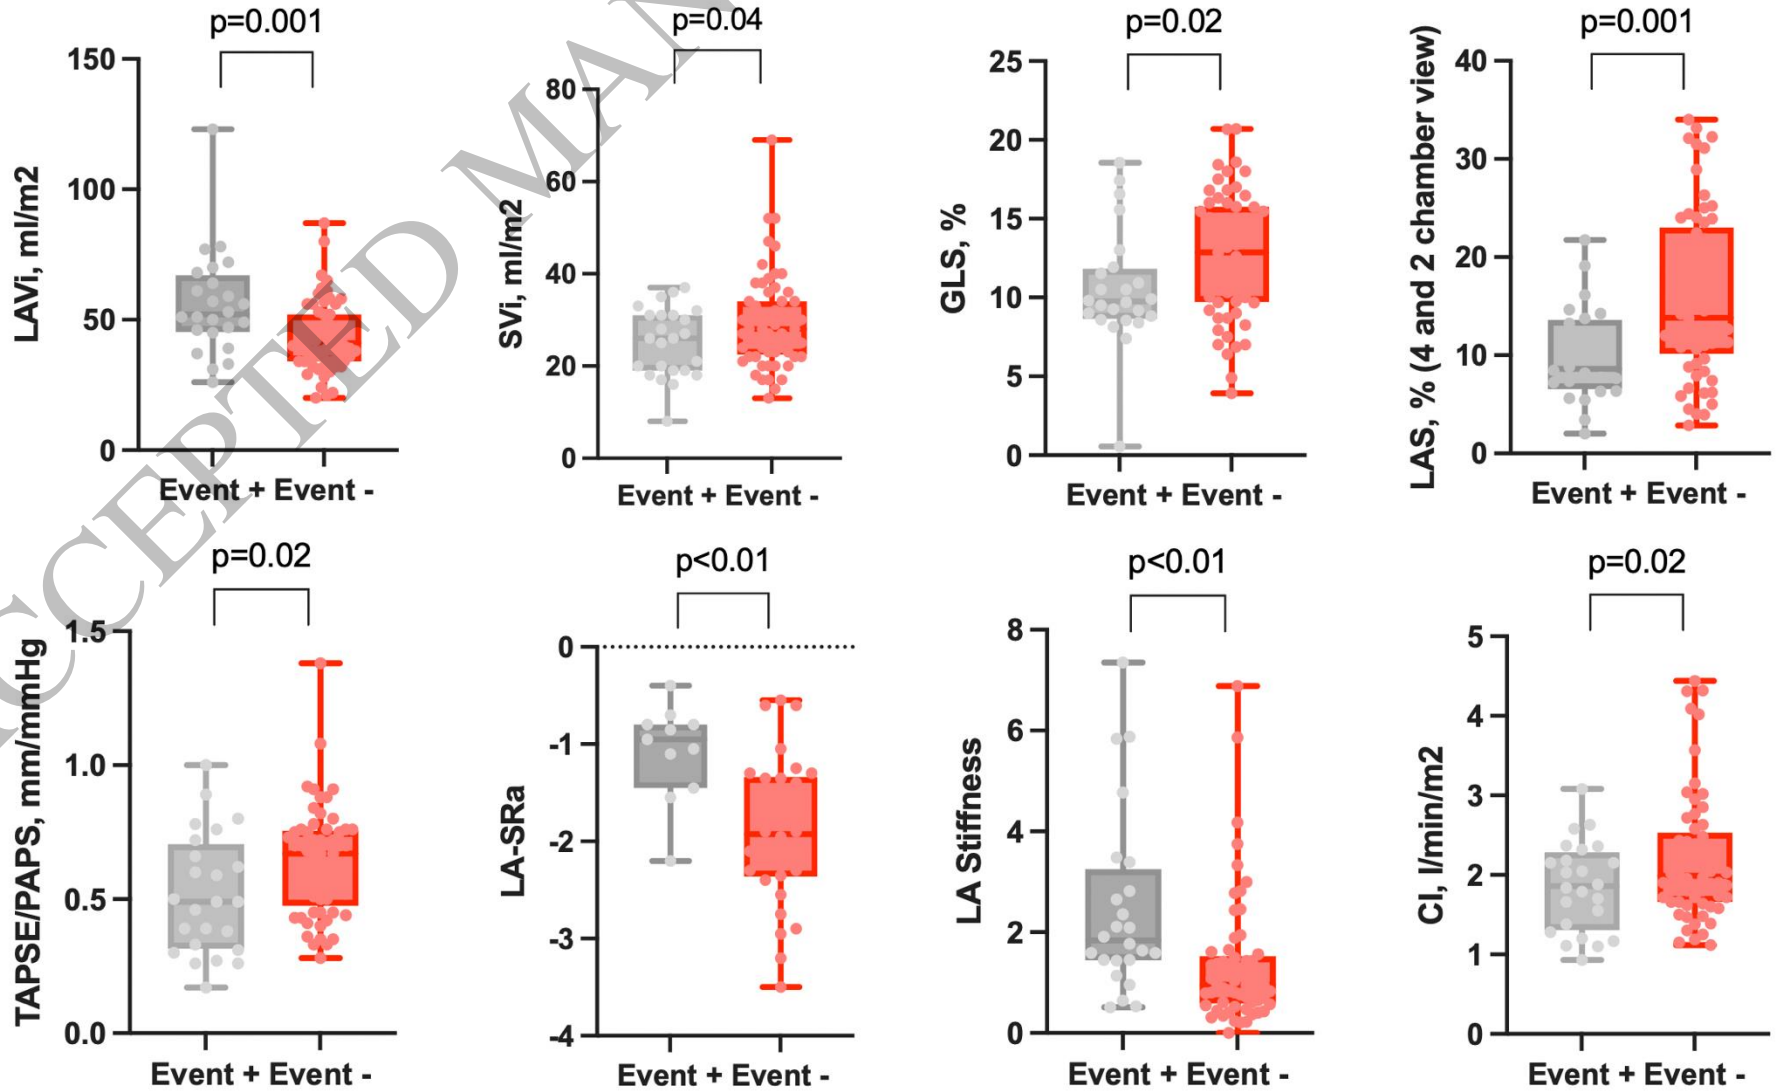 p=0.001
LAVi, ml/m2
150
100
50
0
Event + Event -
p=0.04
SVi, ml/m2
80
60
40
20
0
Event + Event -
p=0.02
GLS, %
25
20
15
10
5
0
Event + Event -
p=0.001
LAS, % (4 and 2 chamber view)
40
30
20
10
0
Event + Event -
p=0.02
TAPSE/PAPS, mm/mmHg
1.5
1.0
0.5
0.0
Event + Event -
p<0.01
LA-SRa
0
-1
-2
-3
-4
Event + Event -
p<0.01
LA Stiffness
8
6
4
2
0
Event + Event -
p=0.02
CI, l/min/m2
5
4
3
2
1
0
Event + Event -
CCEPTED MAN